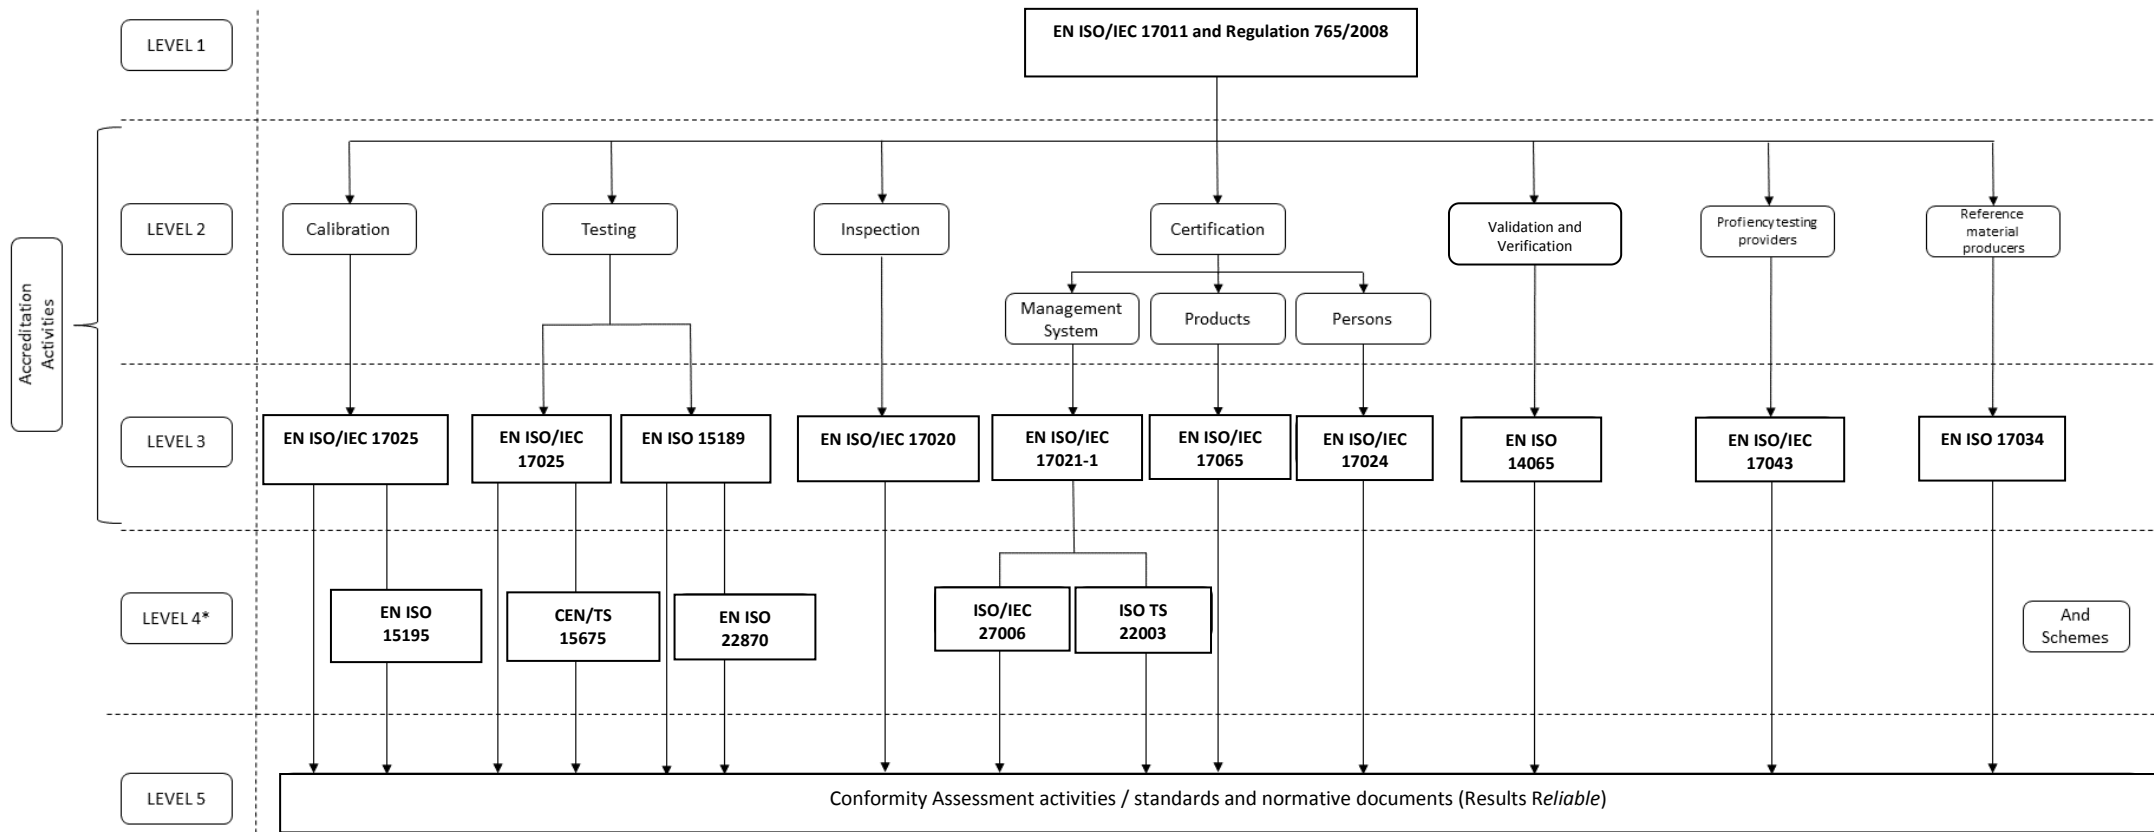 LEVEL 1
EN ISO/IEC 17011 and Regulation 765/2008
Accreditation
Activities
LEVEL 2
Calibration
Testing
Inspection
Certification
Validation and
Verification
Profiency testing
providers
Reference
material
producers
Management
System
Products
Persons
LEVEL 3
EN ISO/IEC 17025
EN ISO/IEC
17025
EN ISO 15189
EN ISO/IEC 17020
EN ISO/IEC
17021-1
EN ISO/IEC
17065
EN ISO/IEC
17024
EN ISO
14065
EN ISO/IEC
17043
EN ISO 17034
LEVEL 4*
EN ISO
15195
CEN/TS
15675
EN ISO
22870
ISO/IEC
27006
ISO TS
22003
And
Schemes
LEVEL 5
Conformity Assessment activities / standards and normative documents (Results Reliable)